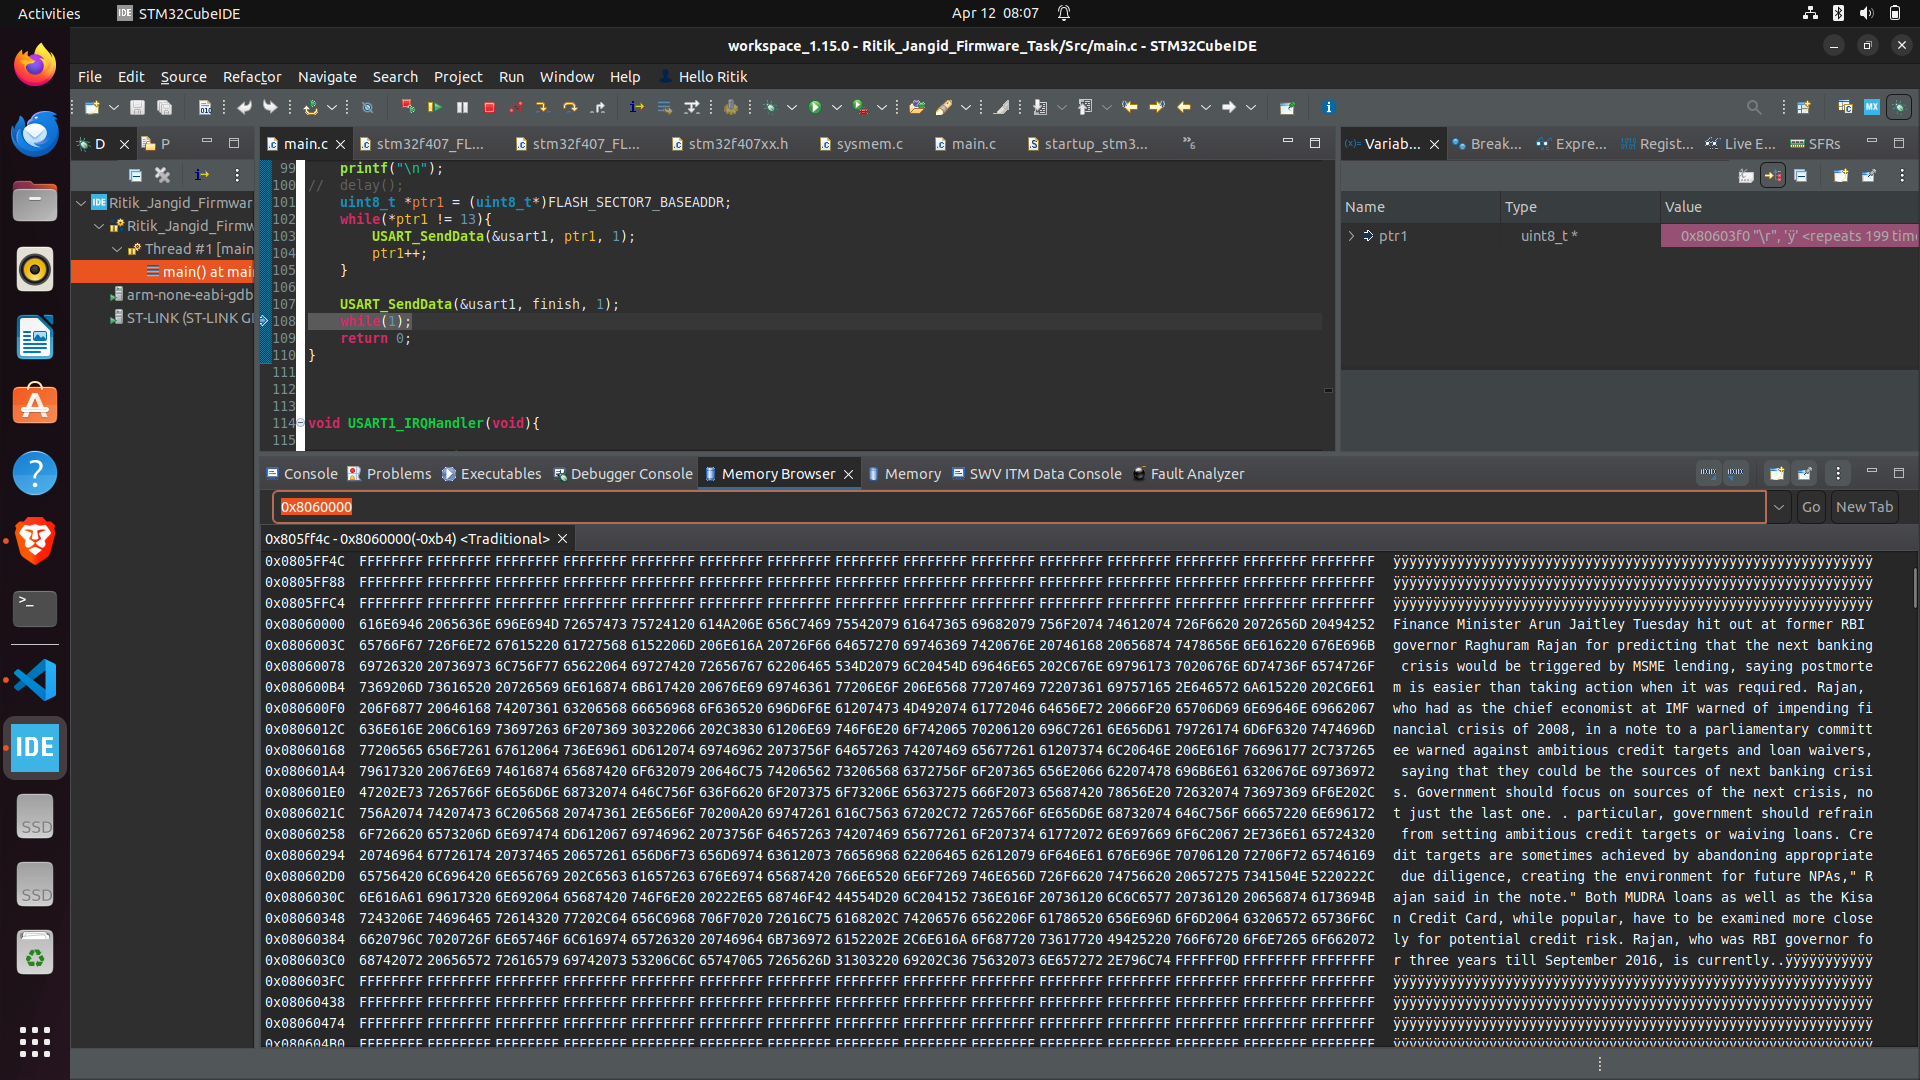 Activities
STM32CubeIDE
Apr 12 08:07
workspace_1.15.0 - Ritik_Jangid_Firmware_Task/Src/main.c - STM32CubeIDE
File Edit Source Refactor Navigate Search Project Run Window Help Hello Ritik
D
P
main.c
stm32f407_FL...
stm32f407_FL...
stm32f407xx.h
sysmem.c
main.c
startup_stm3...
»6
Variab...
Break...
Expre...
Regist...
Live E...
SFRs
Ritik_Jangid_Firmwar
Ritik_Jangid_Firmw
Thread #1 [main
main() at mai
arm-none-eabi-gdb
ST-LINK (ST-LINK G
99 printf("\n");
100 // delay();
101 uint8_t *ptr1 = (uint8_t*)FLASH_SECTOR7_BASEADDR;
102 while(*ptr1 != 13){
103 USART_SendData(&usart1, ptr1, 1);
104 ptr1++;
105 }
106
107 USART_SendData(&usart1, finish, 1);
108 while(1);
109 return 0;
110 }
111
112
113
114 void USART1_IRQHandler(void){
115
Name Type Value
ptr1 uint8_t * 0x80603f0 "\r", 'ÿ' <repeats 199 time
Console Problems Executables Debugger Console Memory Browser Memory SWV ITM Data Console Fault Analyzer
0x8060000
Go
New Tab
0x805ff4c - 0x8060000(-0xb4) <Traditional>
0x0805FF4C FFFFFFFF FFFFFFFF FFFFFFFF FFFFFFFF FFFFFFFF FFFFFFFF FFFFFFFF FFFFFFFF FFFFFFFF FFFFFFFF FFFFFFFF FFFFFFFF FFFFFFFF FFFFFFFF FFFFFFFF ÿÿÿÿÿÿÿÿÿÿÿÿÿÿÿÿÿÿÿÿÿÿÿÿÿÿÿÿÿÿÿÿÿÿÿÿÿÿÿÿÿÿÿÿÿÿÿÿÿÿÿÿÿÿÿÿÿÿÿÿ
0x0805FF88 FFFFFFFF FFFFFFFF FFFFFFFF FFFFFFFF FFFFFFFF FFFFFFFF FFFFFFFF FFFFFFFF FFFFFFFF FFFFFFFF FFFFFFFF FFFFFFFF FFFFFFFF FFFFFFFF FFFFFFFF ÿÿÿÿÿÿÿÿÿÿÿÿÿÿÿÿÿÿÿÿÿÿÿÿÿÿÿÿÿÿÿÿÿÿÿÿÿÿÿÿÿÿÿÿÿÿÿÿÿÿÿÿÿÿÿÿÿÿÿÿ
0x0805FFC4 FFFFFFFF FFFFFFFF FFFFFFFF FFFFFFFF FFFFFFFF FFFFFFFF FFFFFFFF FFFFFFFF FFFFFFFF FFFFFFFF FFFFFFFF FFFFFFFF FFFFFFFF FFFFFFFF FFFFFFFF ÿÿÿÿÿÿÿÿÿÿÿÿÿÿÿÿÿÿÿÿÿÿÿÿÿÿÿÿÿÿÿÿÿÿÿÿÿÿÿÿÿÿÿÿÿÿÿÿÿÿÿÿÿÿÿÿÿÿÿÿ
0x08060000 616E6946 2065636E 696E694D 72657473 75724120 614A206E 656C7469 75542079 61647365 69682079 756F2074 74612074 726F6620 2072656D 20494252 Finance Minister Arun Jaitley Tuesday hit out at former RBI
0x0806003C 65766F67 726F6E72 67615220 61727568 6152206D 206E616A 20726F66 64657270 69746369 7420676E 20746168 20656874 7478656E 6E616220 676E696B governor Raghuram Rajan for predicting that the next banking
0x08060078 69726320 20736973 6C756F77 65622064 69727420 72656767 62206465 534D2079 6C20454D 69646E65 202C676E 69796173 7020676E 6D74736F 6574726F crisis would be triggered by MSME lending, saying postmorte
0x080600B4 7369206D 73616520 20726569 6E616874 6B617420 20676E69 69746361 77206E6F 206E6568 77207469 72207361 69757165 2E646572 6A615220 202C6E61 m is easier than taking action when it was required. Rajan,
0x080600F0 206F6877 20646168 74207361 63206568 66656968 6F636520 696D6F6E 61207473 4D492074 61772046 64656E72 20666F20 65706D69 6E69646E 69662067 who had as the chief economist at IMF warned of impending fi
0x0806012C 636E616E 206C6169 73697263 6F207369 30322066 202C3830 61206E69 746F6E20 6F742065 70206120 696C7261 6E656D61 79726174 6D6F6320 7474696D nancial crisis of 2008, in a note to a parliamentary committ
0x08060168 77206565 656E7261 67612064 736E6961 6D612074 69746962 2073756F 64657263 74207469 65677261 61207374 6C20646E 206E616F 76696177 2C737265 ee warned against ambitious credit targets and loan waivers,
0x080601A4 79617320 20676E69 74616874 65687420 6F632079 20646C75 74206562 73206568 6372756F 6F207365 656E2066 62207478 696B6E61 6320676E 69736972 saying that they could be the sources of next banking crisi
0x080601E0 47202E73 7265766F 6E656D6E 68732074 646C756F 636F6620 6F207375 6F73206E 65637275 666F2073 65687420 78656E20 72632074 73697369 6F6E202C s. Government should focus on sources of the next crisis, no
0x0806021C 756A2074 74207473 6C206568 20747361 2E656E6F 70200A20 69747261 616C7563 67202C72 7265766F 6E656D6E 68732074 646C756F 66657220 6E696172 t just the last one. . particular, government should refrain
0x08060258 6F726620 6573206D 6E697474 6D612067 69746962 2073756F 64657263 74207469 65677261 6F207374 61772072 6E697669 6F6C2067 2E736E61 65724320 from setting ambitious credit targets or waiving loans. Cre
0x08060294 20746964 67726174 20737465 20657261 656D6F73 656D6974 63612073 76656968 62206465 62612079 6F646E61 676E696E 70706120 72706F72 65746169 dit targets are sometimes achieved by abandoning appropriate
0x080602D0 65756420 6C696420 6E656769 202C6563 61657263 676E6974 65687420 766E6520 6E6F7269 746E656D 726F6620 74756620 20657275 7341504E 5220222C due diligence, creating the environment for future NPAs," R
0x0806030C 6E616A61 69617320 6E692064 65687420 746F6E20 20222E65 68746F42 44554D20 6C204152 736E616F 20736120 6C6C6577 20736120 20656874 6173694B ajan said in the note." Both MUDRA loans as well as the Kisa
0x08060348 7243206E 74696465 72614320 77202C64 656C6968 706F7020 72616C75 6168202C 74206576 6562206F 61786520 656E696D 6F6D2064 63206572 65736F6C n Credit Card, while popular, have to be examined more close
0x08060384 6620796C 7020726F 6E65746F 6C616974 65726320 20746964 6B736972 6152202E 2C6E616A 6F687720 73617720 49425220 766F6720 6F6E7265 6F662072 ly for potential credit risk. Rajan, who was RBI governor fo
0x080603C0 68742072 20656572 72616579 69742073 53206C6C 65747065 7265626D 31303220 69202C36 75632073 6E657272 2E796C74 FFFFFF0D FFFFFFFF FFFFFFFF r three years till September 2016, is currently..ÿÿÿÿÿÿÿÿÿÿÿ
0x080603FC FFFFFFFF FFFFFFFF FFFFFFFF FFFFFFFF FFFFFFFF FFFFFFFF FFFFFFFF FFFFFFFF FFFFFFFF FFFFFFFF FFFFFFFF FFFFFFFF FFFFFFFF FFFFFFFF FFFFFFFF ÿÿÿÿÿÿÿÿÿÿÿÿÿÿÿÿÿÿÿÿÿÿÿÿÿÿÿÿÿÿÿÿÿÿÿÿÿÿÿÿÿÿÿÿÿÿÿÿÿÿÿÿÿÿÿÿÿÿÿÿ
0x08060438 FFFFFFFF FFFFFFFF FFFFFFFF FFFFFFFF FFFFFFFF FFFFFFFF FFFFFFFF FFFFFFFF FFFFFFFF FFFFFFFF FFFFFFFF FFFFFFFF FFFFFFFF FFFFFFFF FFFFFFFF ÿÿÿÿÿÿÿÿÿÿÿÿÿÿÿÿÿÿÿÿÿÿÿÿÿÿÿÿÿÿÿÿÿÿÿÿÿÿÿÿÿÿÿÿÿÿÿÿÿÿÿÿÿÿÿÿÿÿÿÿ
0x08060474 FFFFFFFF FFFFFFFF FFFFFFFF FFFFFFFF FFFFFFFF FFFFFFFF FFFFFFFF FFFFFFFF FFFFFFFF FFFFFFFF FFFFFFFF FFFFFFFF FFFFFFFF FFFFFFFF FFFFFFFF ÿÿÿÿÿÿÿÿÿÿÿÿÿÿÿÿÿÿÿÿÿÿÿÿÿÿÿÿÿÿÿÿÿÿÿÿÿÿÿÿÿÿÿÿÿÿÿÿÿÿÿÿÿÿÿÿÿÿÿÿ
0x080604B0 FFFFFFFF FFFFFFFF FFFFFFFF FFFFFFFF FFFFFFFF FFFFFFFF FFFFFFFF FFFFFFFF FFFFFFFF FFFFFFFF FFFFFFFF FFFFFFFF FFFFFFFF FFFFFFFF FFFFFFFF ÿÿÿÿÿÿÿÿÿÿÿÿÿÿÿÿÿÿÿÿÿÿÿÿÿÿÿÿÿÿÿÿÿÿÿÿÿÿÿÿÿÿÿÿÿÿÿÿÿÿÿÿÿÿÿÿÿÿÿÿ
IDE
SSD
SSD